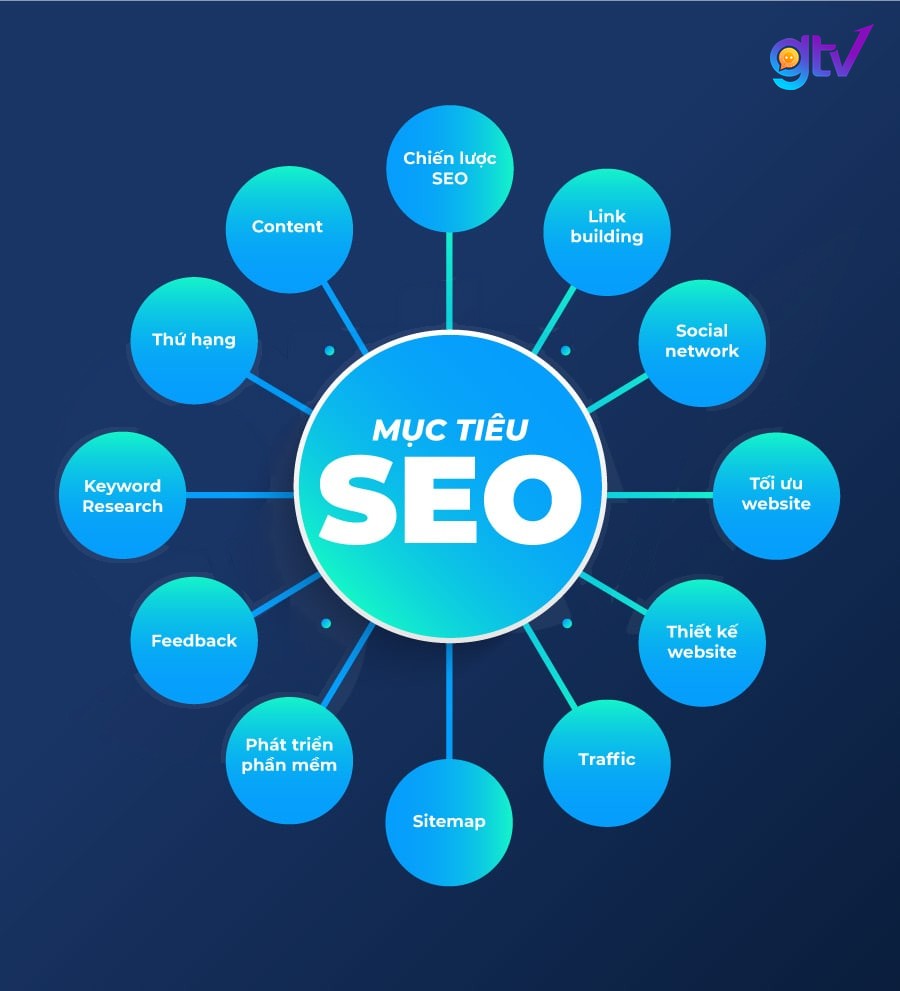 gtv
Chiến lược
SEO
Link
building
Social
network
Tối ưu
website
Thiết kế
website
Traffic
Sitemap
Phát triển
phần mềm
Feedback
Keyword
Research
Thứ hạng
Content
MỤC TIÊU
SEO